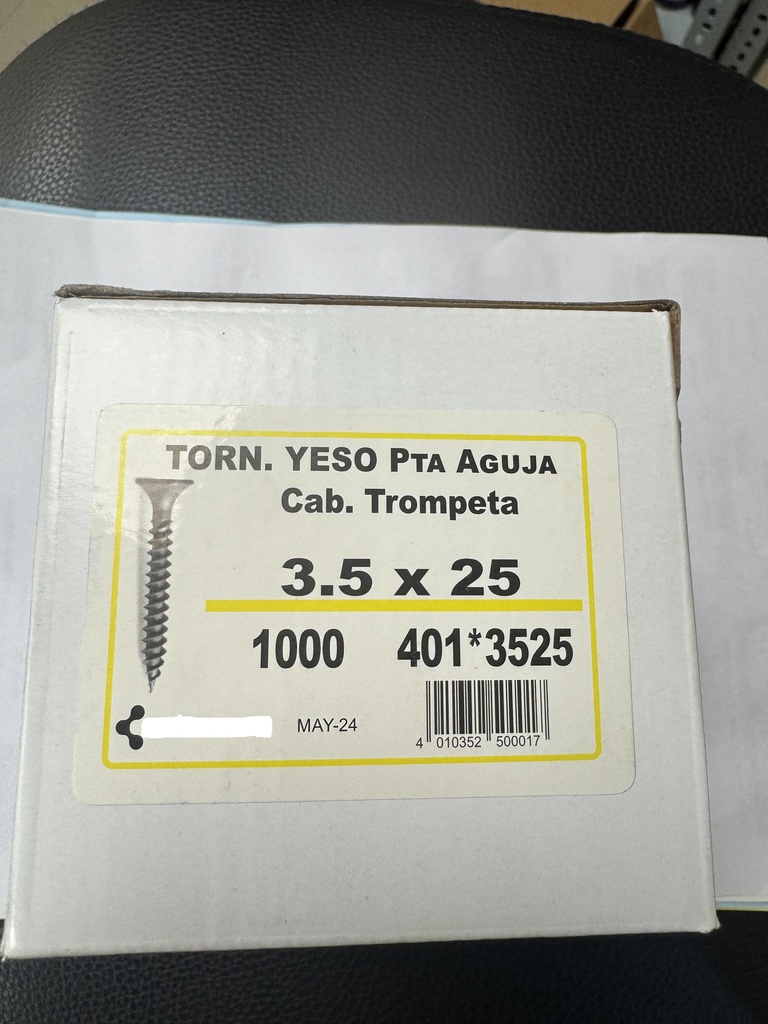 TORN. YESO PTA AGUJA
Cab. Trompeta
3.5 x 25
1000 401*3525
MAY-24
4 010352 500017